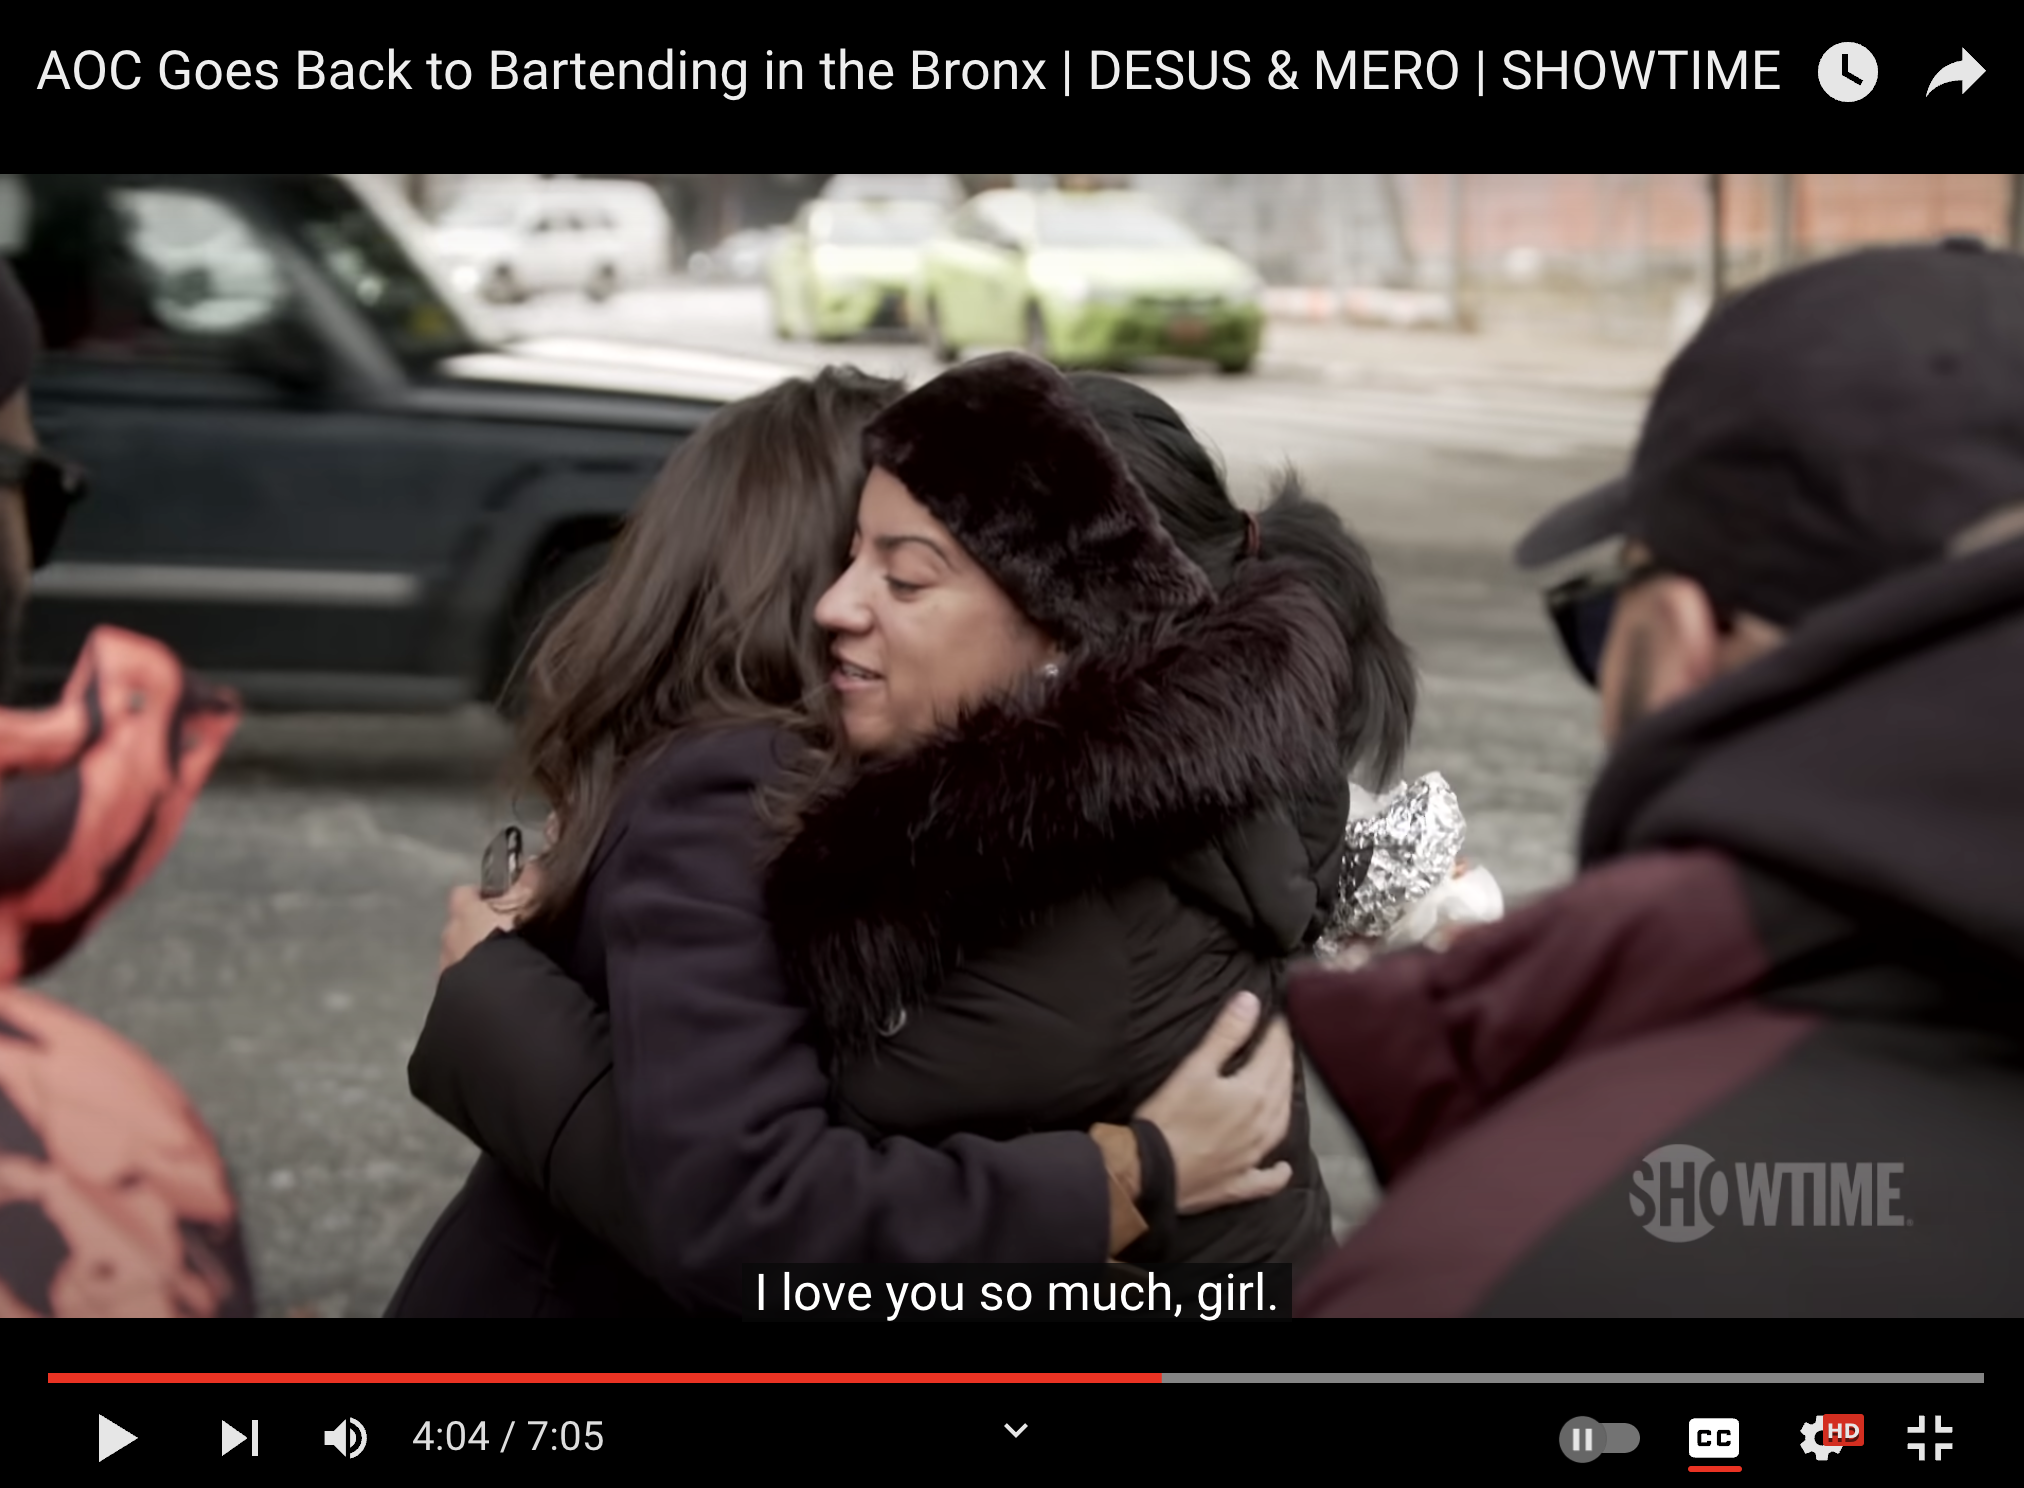 AOC Goes Back to Bartending in the Bronx | DESUS & MERO | SHOWTIME
SHOWTIME
I love you so much, girl.
4:04 / 7:05
CC
HD